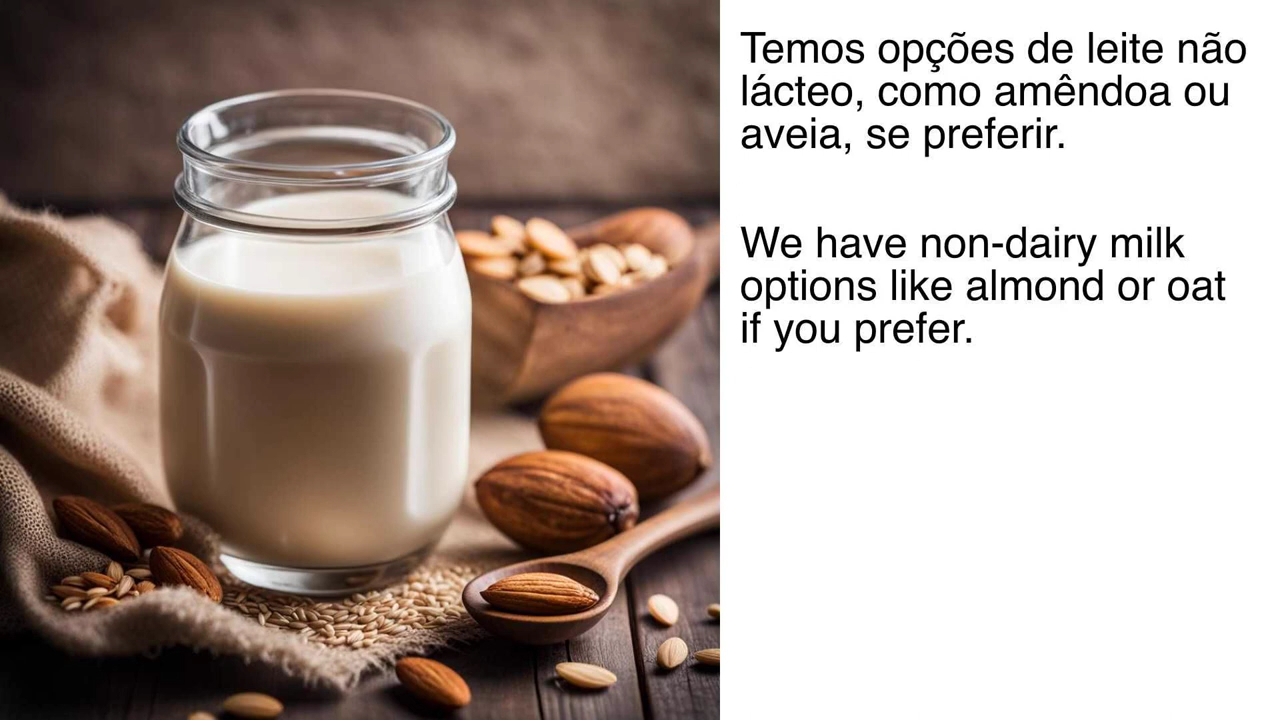 Temos opções de leite não
lácteo, como amêndoa ou
aveia, se preferir.
We have non-dairy milk
options like almond or oat
if you prefer.